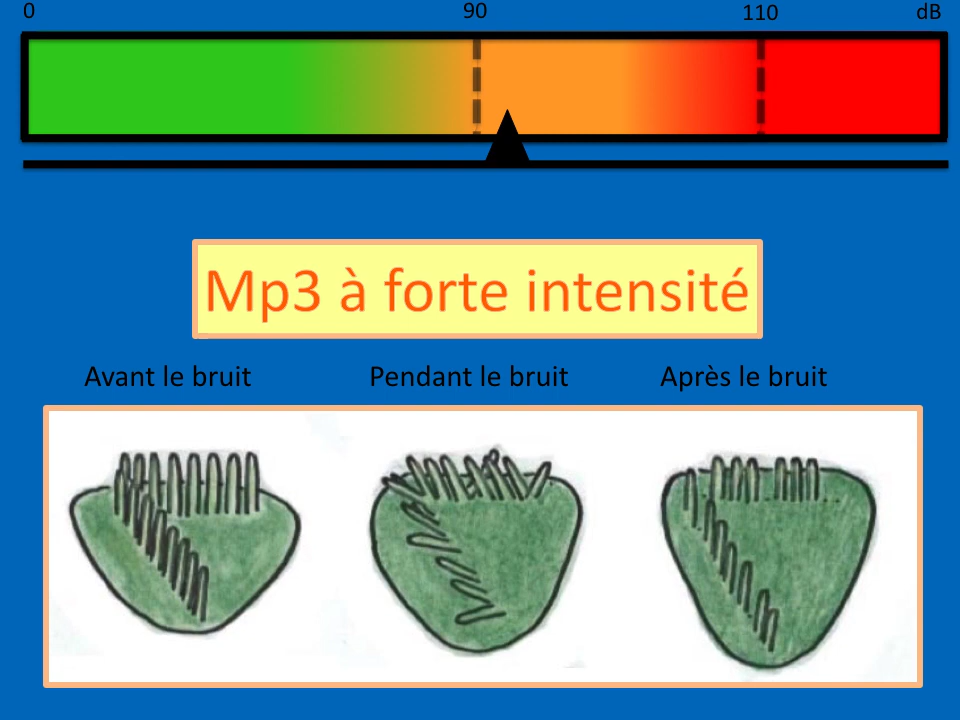 0 90 110 dB
Mp3 à forte intensité
Avant le bruit Pendant le bruit Après le bruit